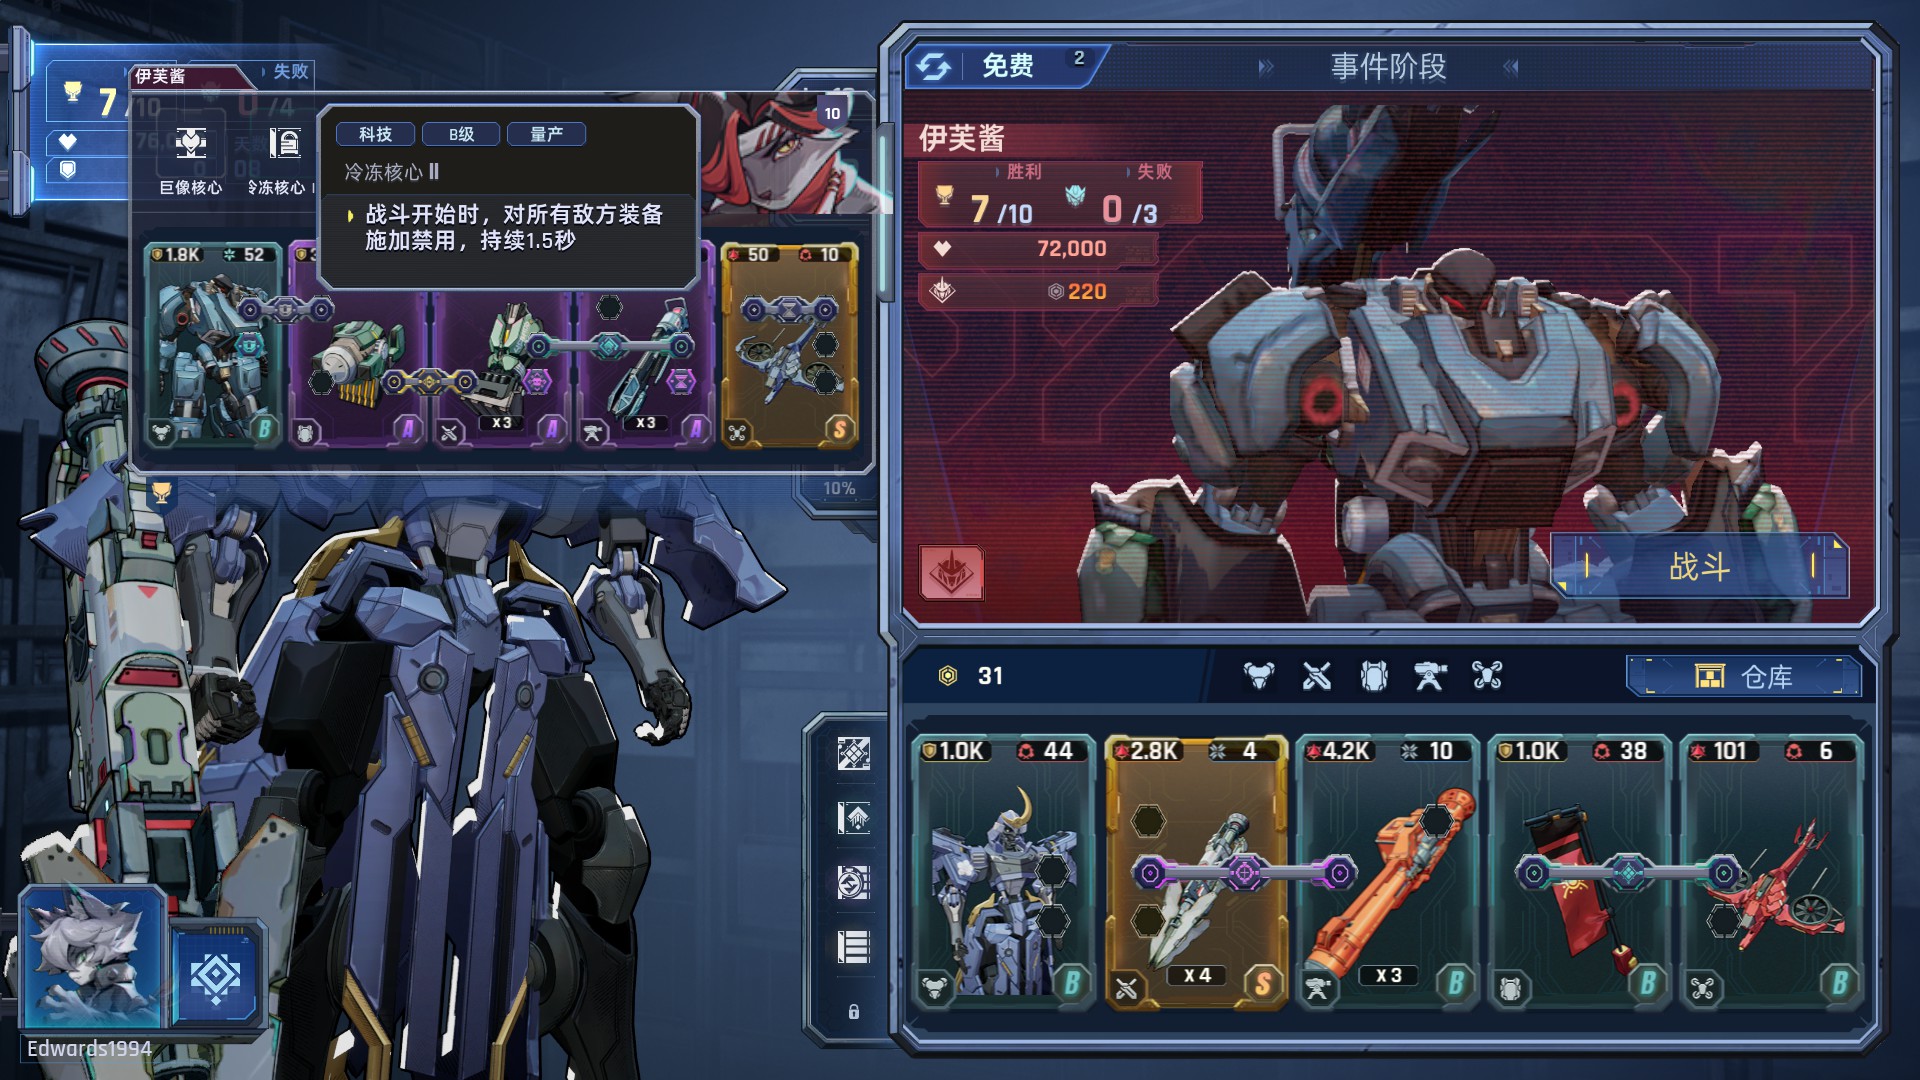 伊芙酱
失败
7/10
0/4
10
巨像核心
冷冻核心
科技
B级
量产
冷冻核心 II
战斗开始时，对所有敌方装备
施加禁用，持续1.5秒
1.8K 52
50 10
B
A
x3 A
x3 A
S
10%
免费 2
事件阶段
伊芙酱
胜利 失败
7/10 0/3
72,000
220
战斗
31
仓库
1.0K 44
2.8K 4
4.2K 10
1.0K 38
101 6
B
x4 S
x3 B
B
B
Edwards1994